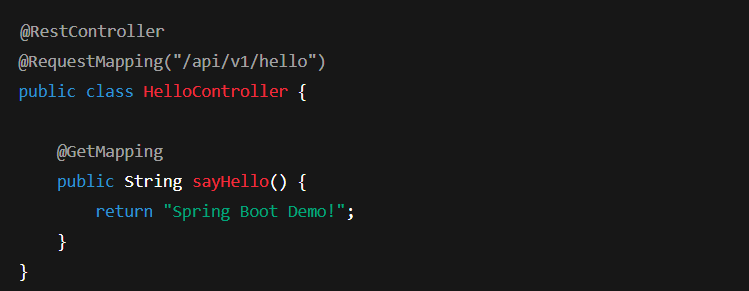 @RestController
@RequestMapping("/api/v1/hello")
public class HelloController {
@GetMapping
public String sayHello() {
return "Spring Boot Demo!";
}
}